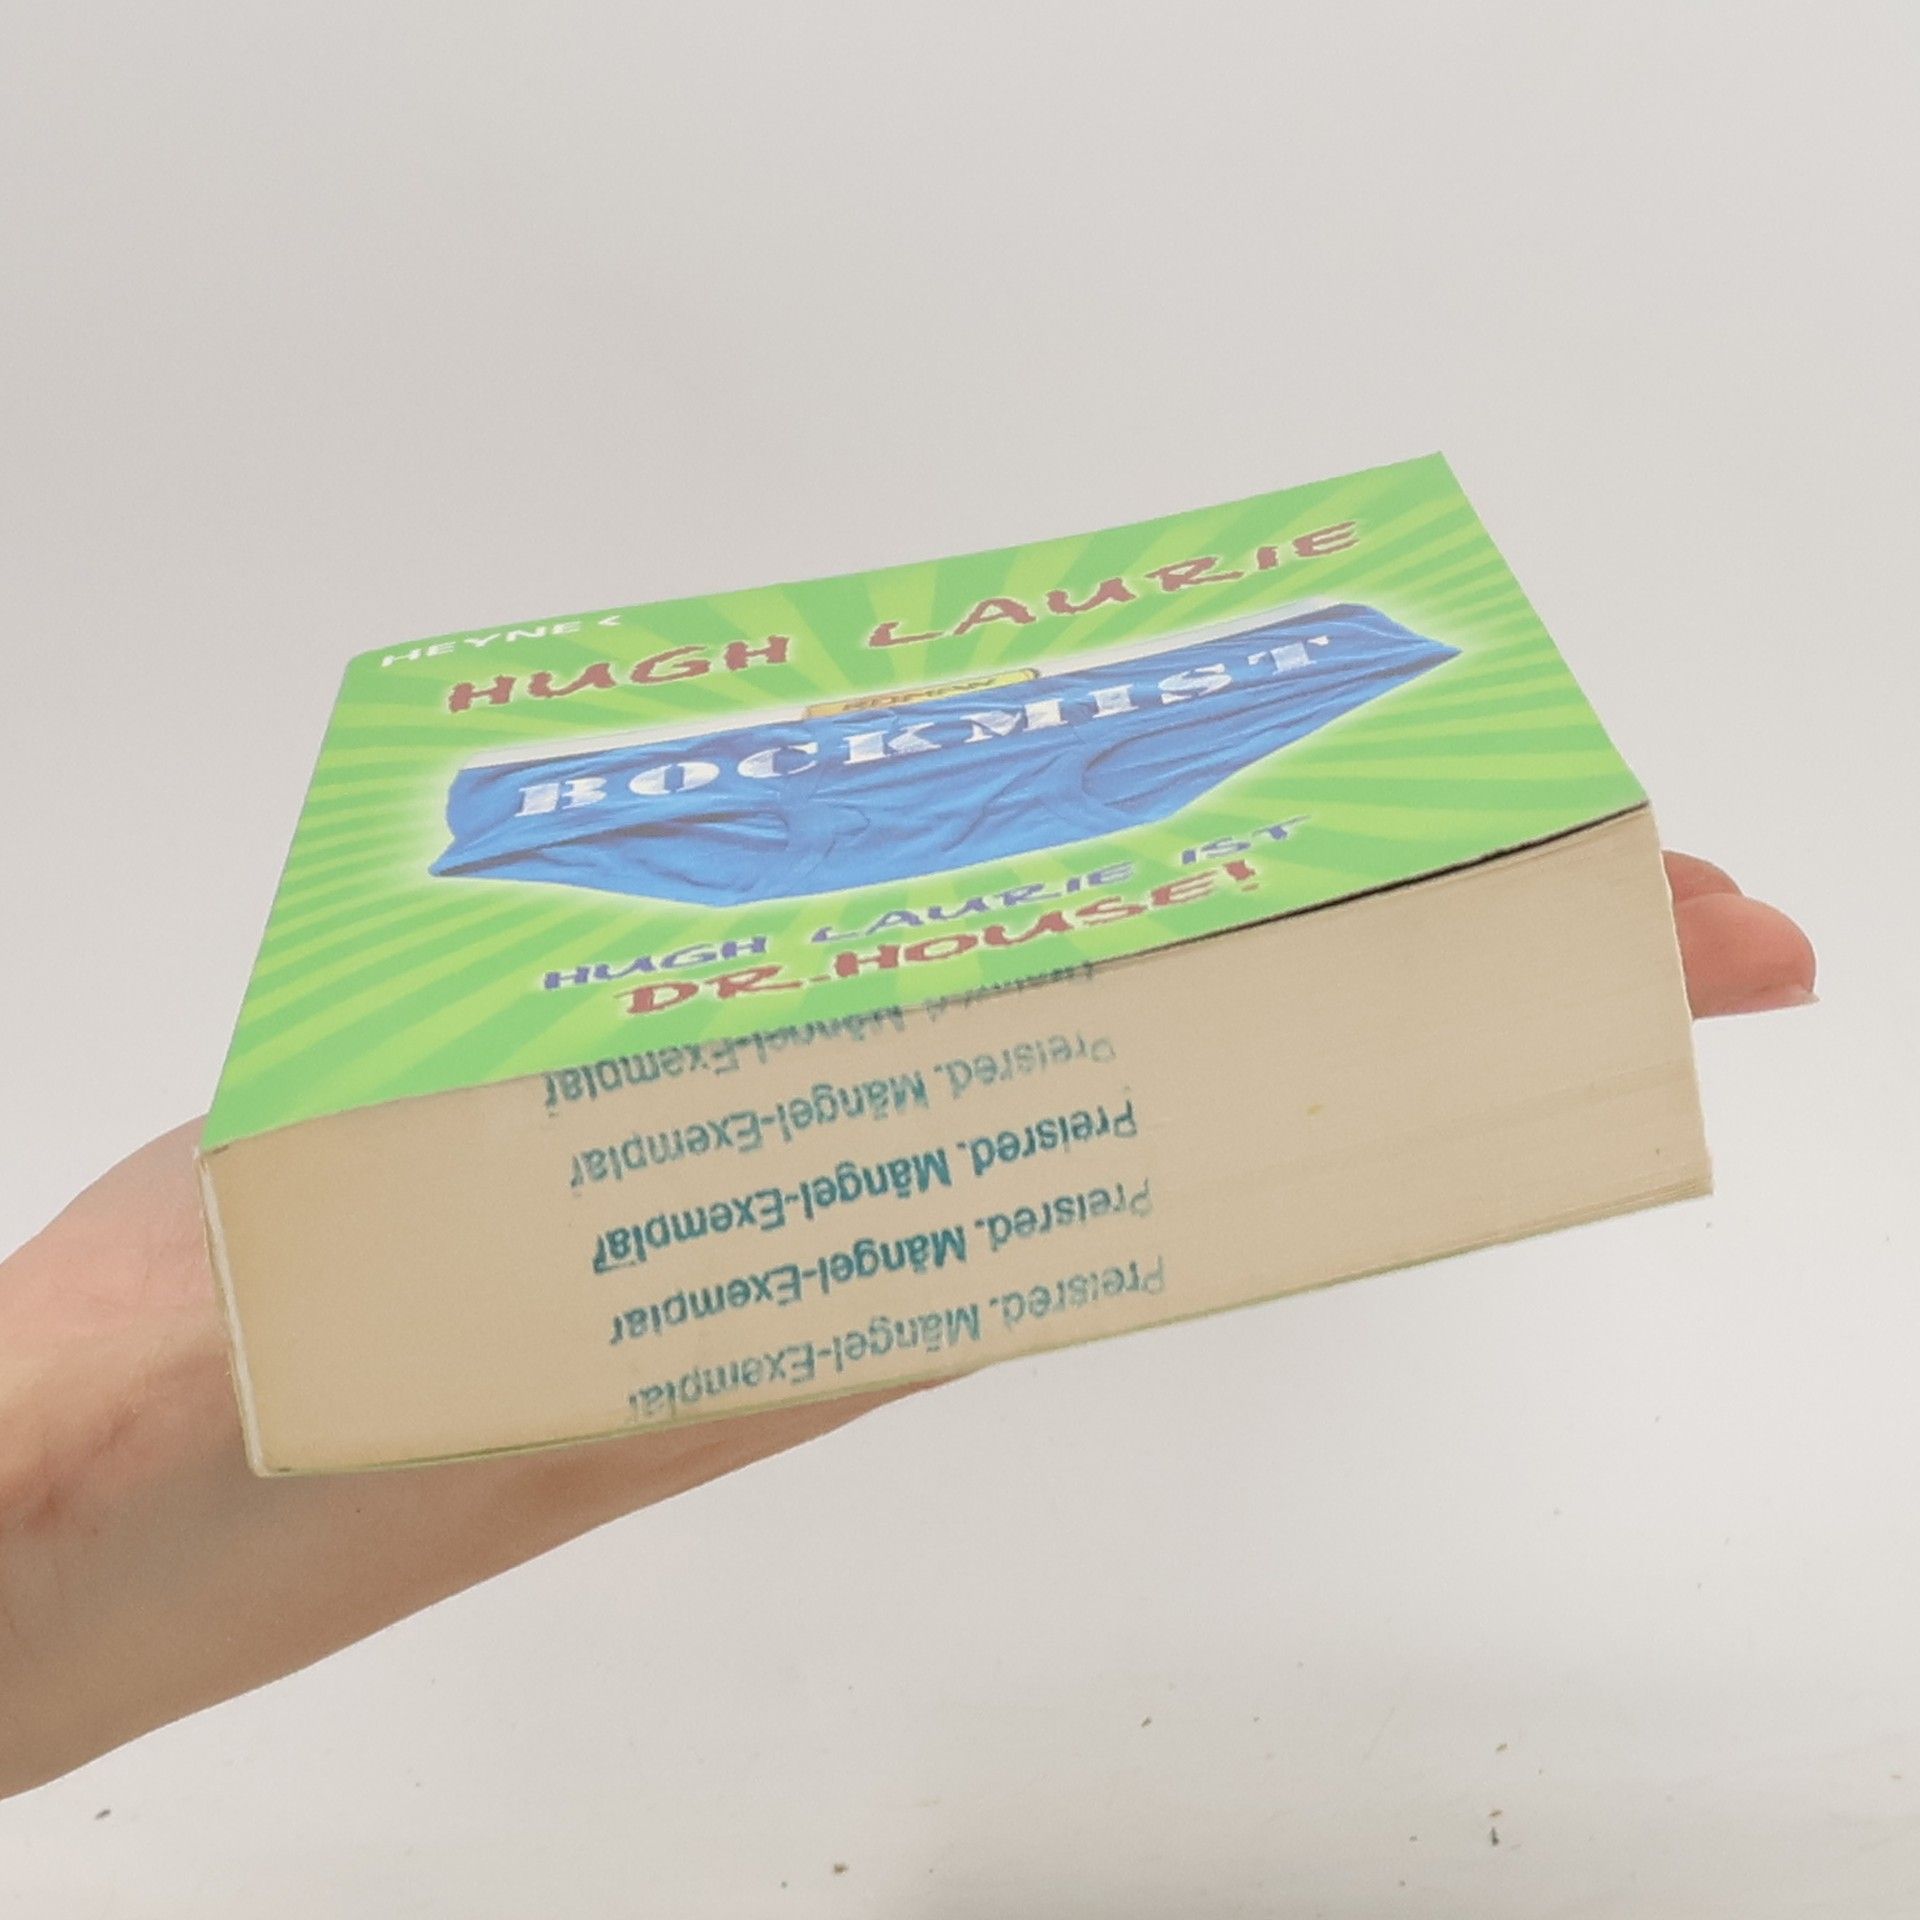 HEYNE <
HUGH LAURIE
ROMAN
BOCKMIST
HUGH LAURIE IST
DR. HOUSE!
Mängel-Exemplar
Preisred. Mängel-Exemplar
Preisred. Mängel-Exemplar
Preisred. Mängel-Exemplar
Preisred. Mängel-Exemplar